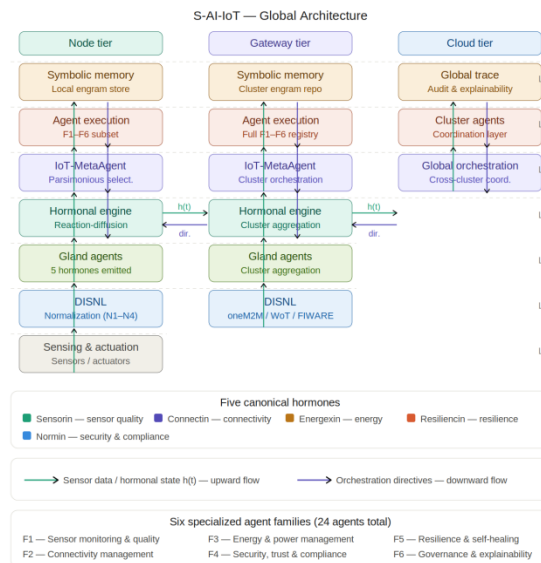 S-AI-IoT — Global Architecture
Node tier
Gateway tier
Cloud tier
Symbolic memory
Local engram store
Symbolic memory
Cluster engram repo
Global trace
Audit & explainability
Agent execution
F1–F6 subset
Agent execution
Full F1–F6 registry
Cluster agents
Coordination layer
IoT-MetaAgent
Parsimonious select.
IoT-MetaAgent
Cluster orchestration
Global orchestration
Cross-cluster coord.
Hormonal engine
Reaction-diffusion
h(t)
dir.
Hormonal engine
Cluster aggregation
h(t)
dir.
Gland agents
5 hormones emitted
Gland agents
Cluster aggregation
DISNL
Normalization (N1–N4)
DISNL
oneM2M / WoT / FIWARE
Sensing & actuation
Sensors / actuators
Five canonical hormones
Sensorin — sensor quality
Connectin — connectivity
Energexin — energy
Resiliencin — resilience
Normin — security & compliance
Sensor data / hormonal state h(t) — upward flow
Orchestration directives — downward flow
Six specialized agent families (24 agents total)
F1 — Sensor monitoring & quality
F3 — Energy & power management
F5 — Resilience & self-healing
F2 — Connectivity management
F4 — Security, trust & compliance
F6 — Governance & explainability